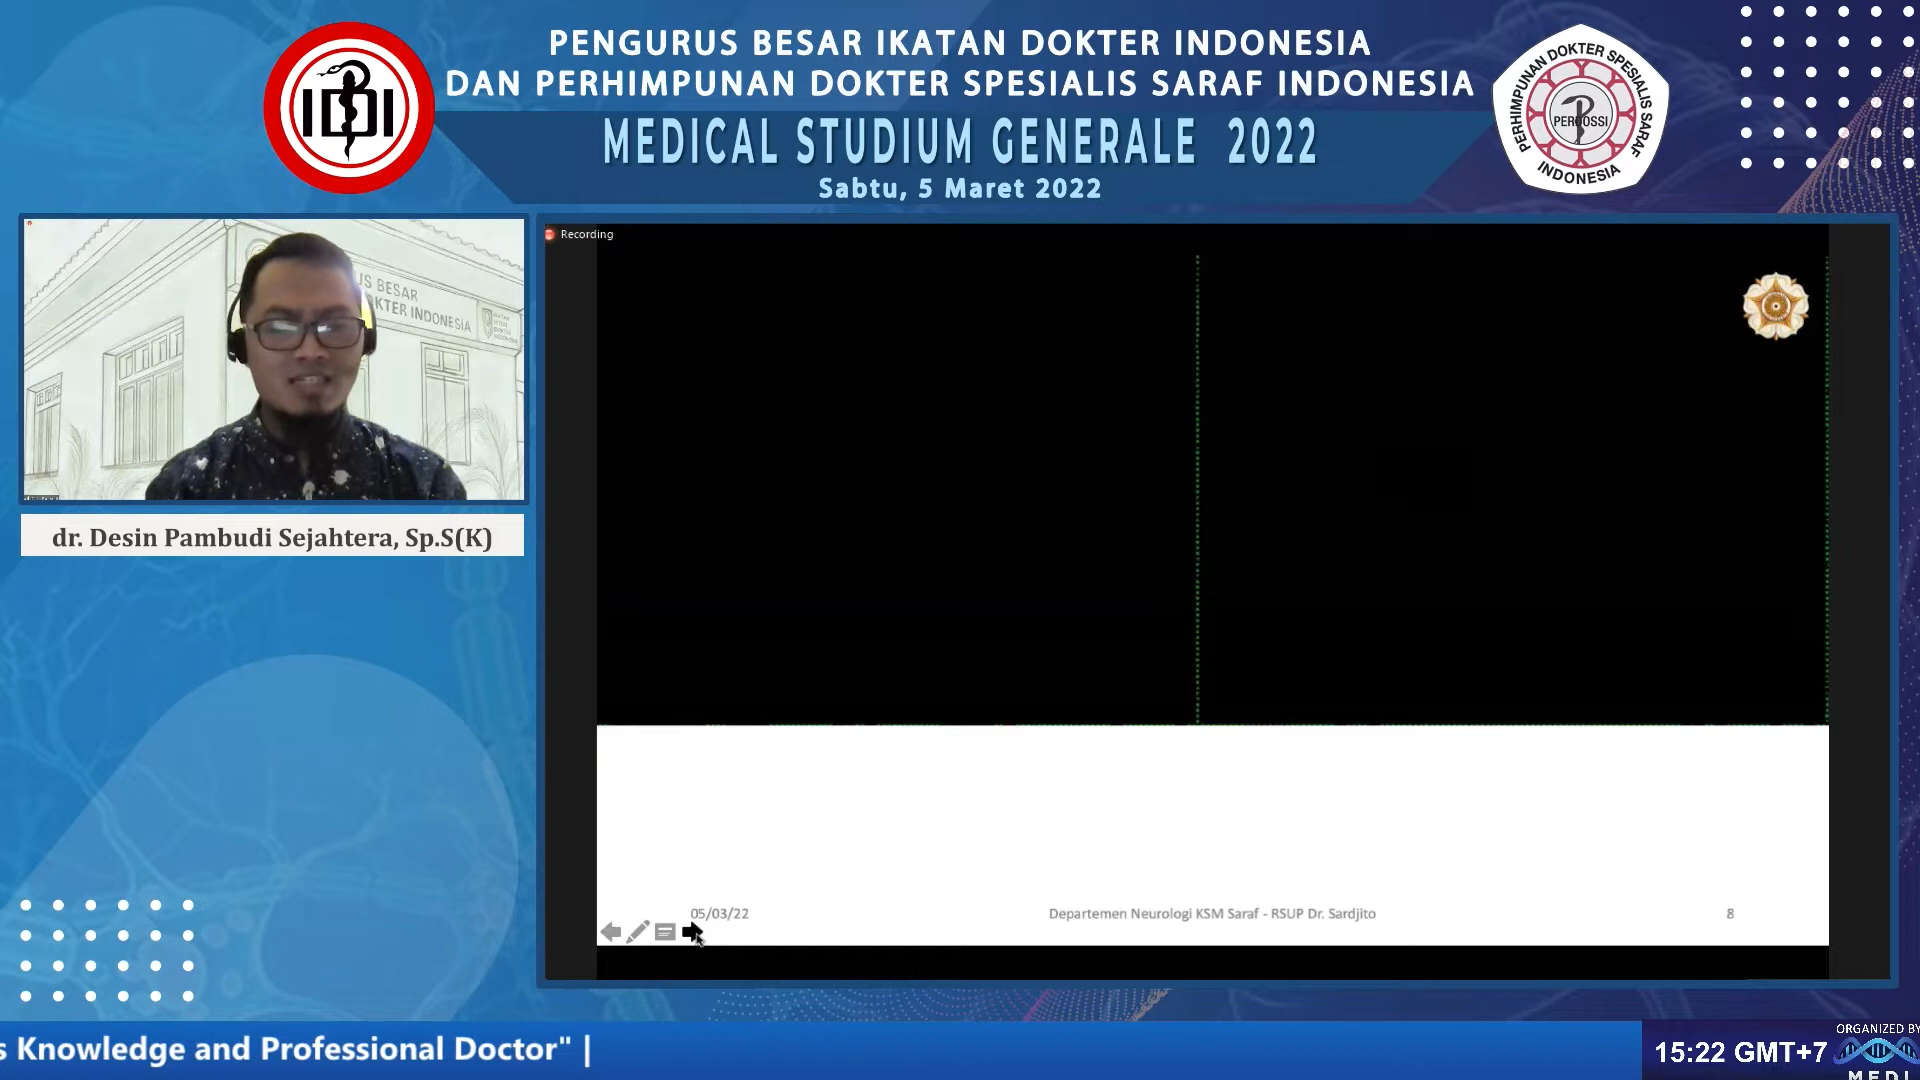 PENGURUS BESAR IKATAN DOKTER INDONESIA
DAN PERHIMPUNAN DOKTER SPESIALIS SARAF INDONESIA
MEDICAL STUDIUM GENERALE 2022
Sabtu, 5 Maret 2022
IDI
PERHIMPUNAN DOKTER SPESIALIS SARAF
PERDOSSI
INDONESIA
US BESAR
OKTER INDONESIA
Recording
dr. Desin Pambudi Sejahtera, Sp.S(K)
05/03/22
Departemen Neurologi KSM Saraf - RSUP Dr. Sardjito
8
s Knowledge and Professional Doctor" |
15:22 GMT+7
ORGANIZED BY
MEDI